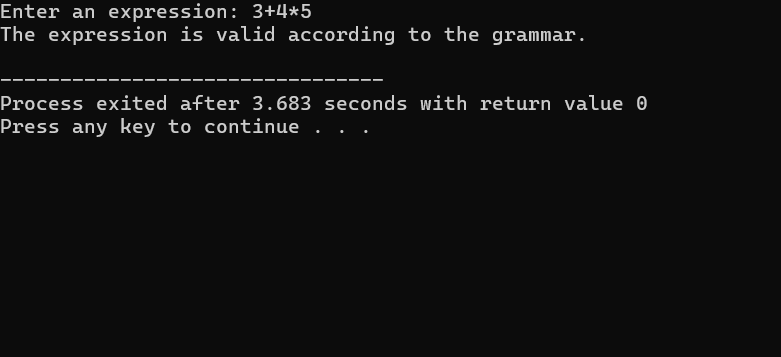 Enter an expression: 3+4*5
The expression is valid according to the grammar.
--------------------------------
Process exited after 3.683 seconds with return value 0
Press any key to continue . . .